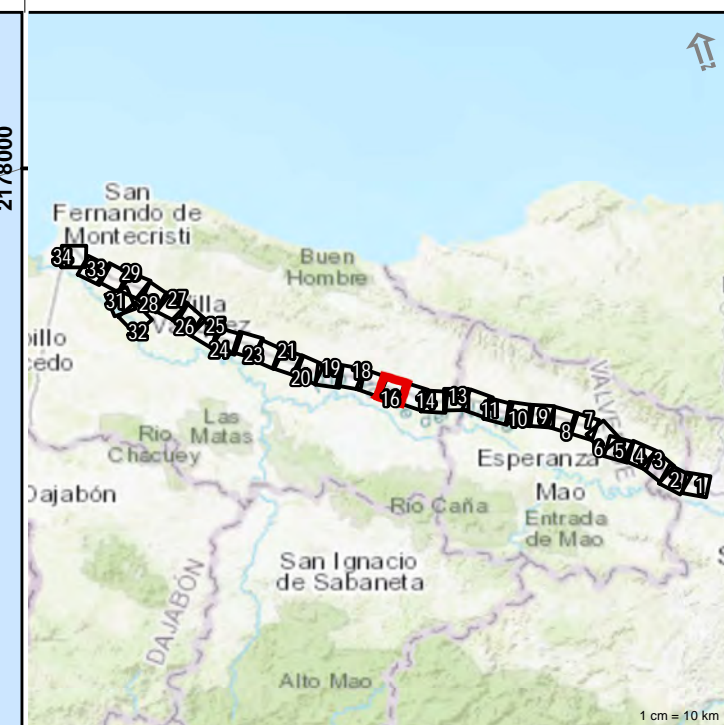 2178000
San
Fernando de
Montecristi
Buen
Hombre
34
33
29
31
28
27
32
26
25
24
23
21
20
19
18
16
14
13
11
10
9
8
7
6
5
4
3
2
1
Las
Matas
Rio
Chacuey
Esperanza
Dajabón
Rio Caña
Mao
Entrada
de Mao
San Ignacio
de Sabaneta
DAJABÓN
Alto Mao
1 cm = 10 km